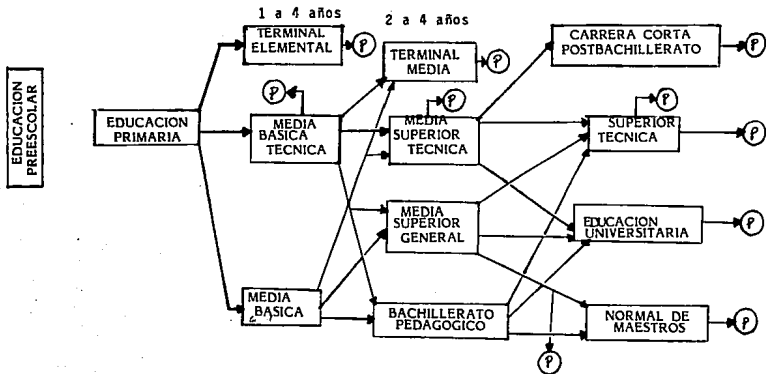 1 a 4 años
2 a 4 años
EDUCACION
PREESCOLAR
EDUCACION
PRIMARIA
TERMINAL
ELEMENTAL
P
P
MEDIA
BASICA
TECNICA
MEDIA
BASICA
TERMINAL
MEDIA
P
P
MEDIA
SUPERIOR
TECNICA
MEDIA
SUPERIOR
GENERAL
BACHILLERATO
PEDAGOGICO
P
CARRERA CORTA
POSTBACHILLERATO
P
P
SUPERIOR
TECNICA
P
EDUCACION
UNIVERSITARIA
P
NORMAL DE
MAESTROS
P